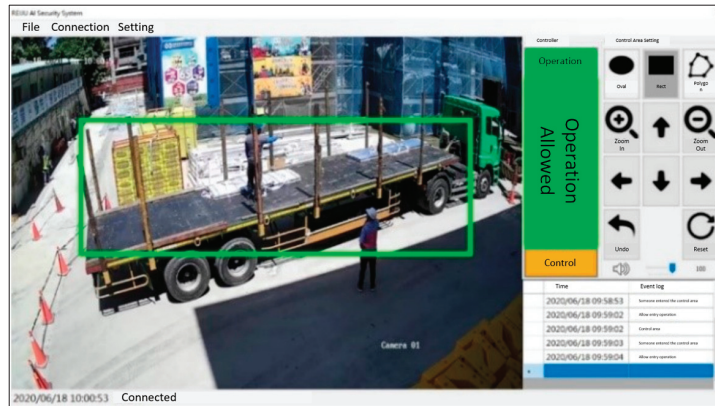 REIJU AI Security System
File Connection Setting
Camera 01
2020/06/18 10:00:53 Connected
Controller
Control Area Setting
Operation
Operation
Allowed
Control
Oval
Rect
Polygo
n
Zoom
In
Zoom
Out
Undo
Reset
100
Time Event log
2020/06/18 09:58:53 Someone entered the control area
2020/06/18 09:59:02 Allow entry operation
2020/06/18 09:59:02 Control area
2020/06/18 09:59:03 Someone entered the control area
2020/06/18 09:59:04 Allow entry operation